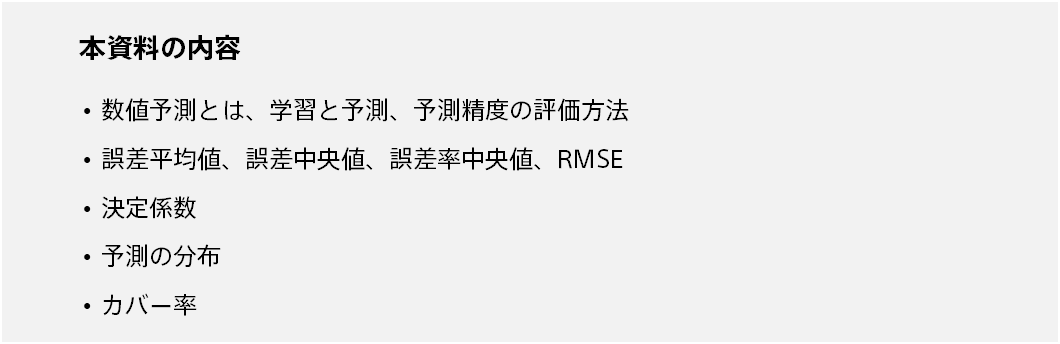 本資料の内容
• 数値予測とは、学習と予測、予測精度の評価方法
• 誤差平均値、誤差中央値、誤差率中央値、RMSE
• 決定係数
• 予測の分布
• カバー率